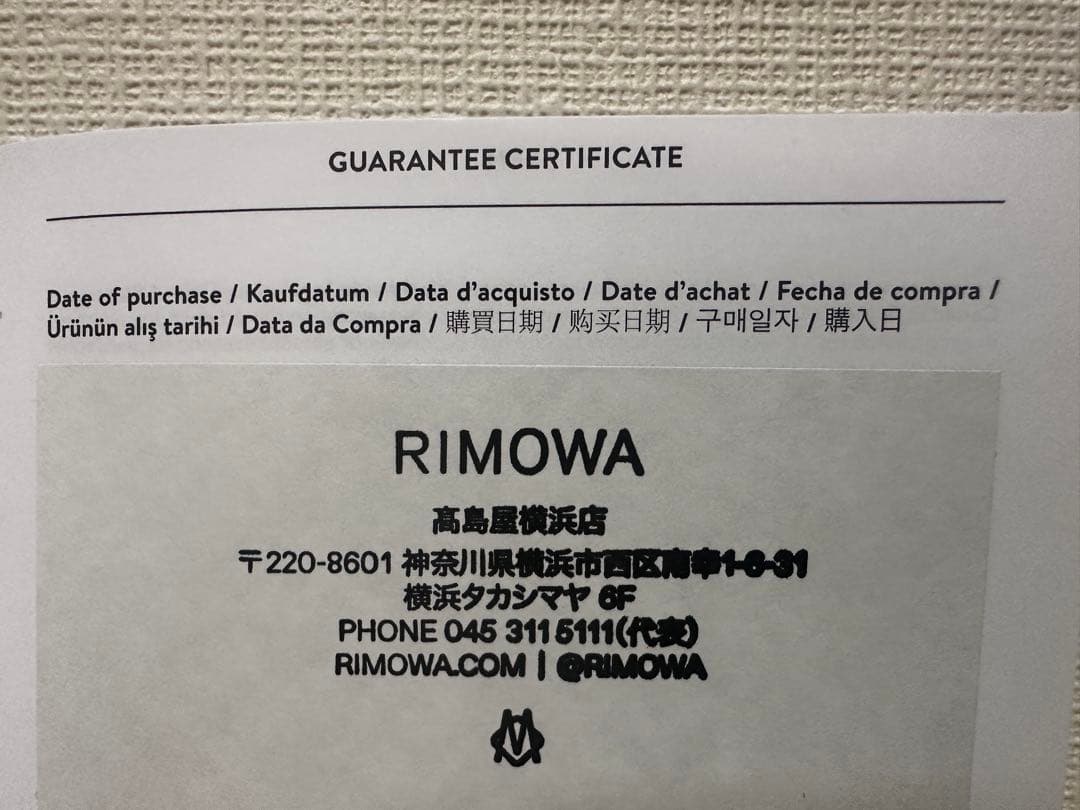 GUARANTEE CERTIFICATE
Date of purchase / Kaufdatum / Data d'acquisto / Date d'achat / Fecha de compra /
Ürünün alış tarihi / Data da Compra / 購買日期 / 购买日期 / 구매일자 / 購入日
RIMOWA
髙島屋横浜店
〒220-8601 神奈川県横浜市西区南幸1-6-31
横浜タカシマヤ 6F
PHONE 045 311 5111(代表)
RIMOWA.COM | @RIMOWA